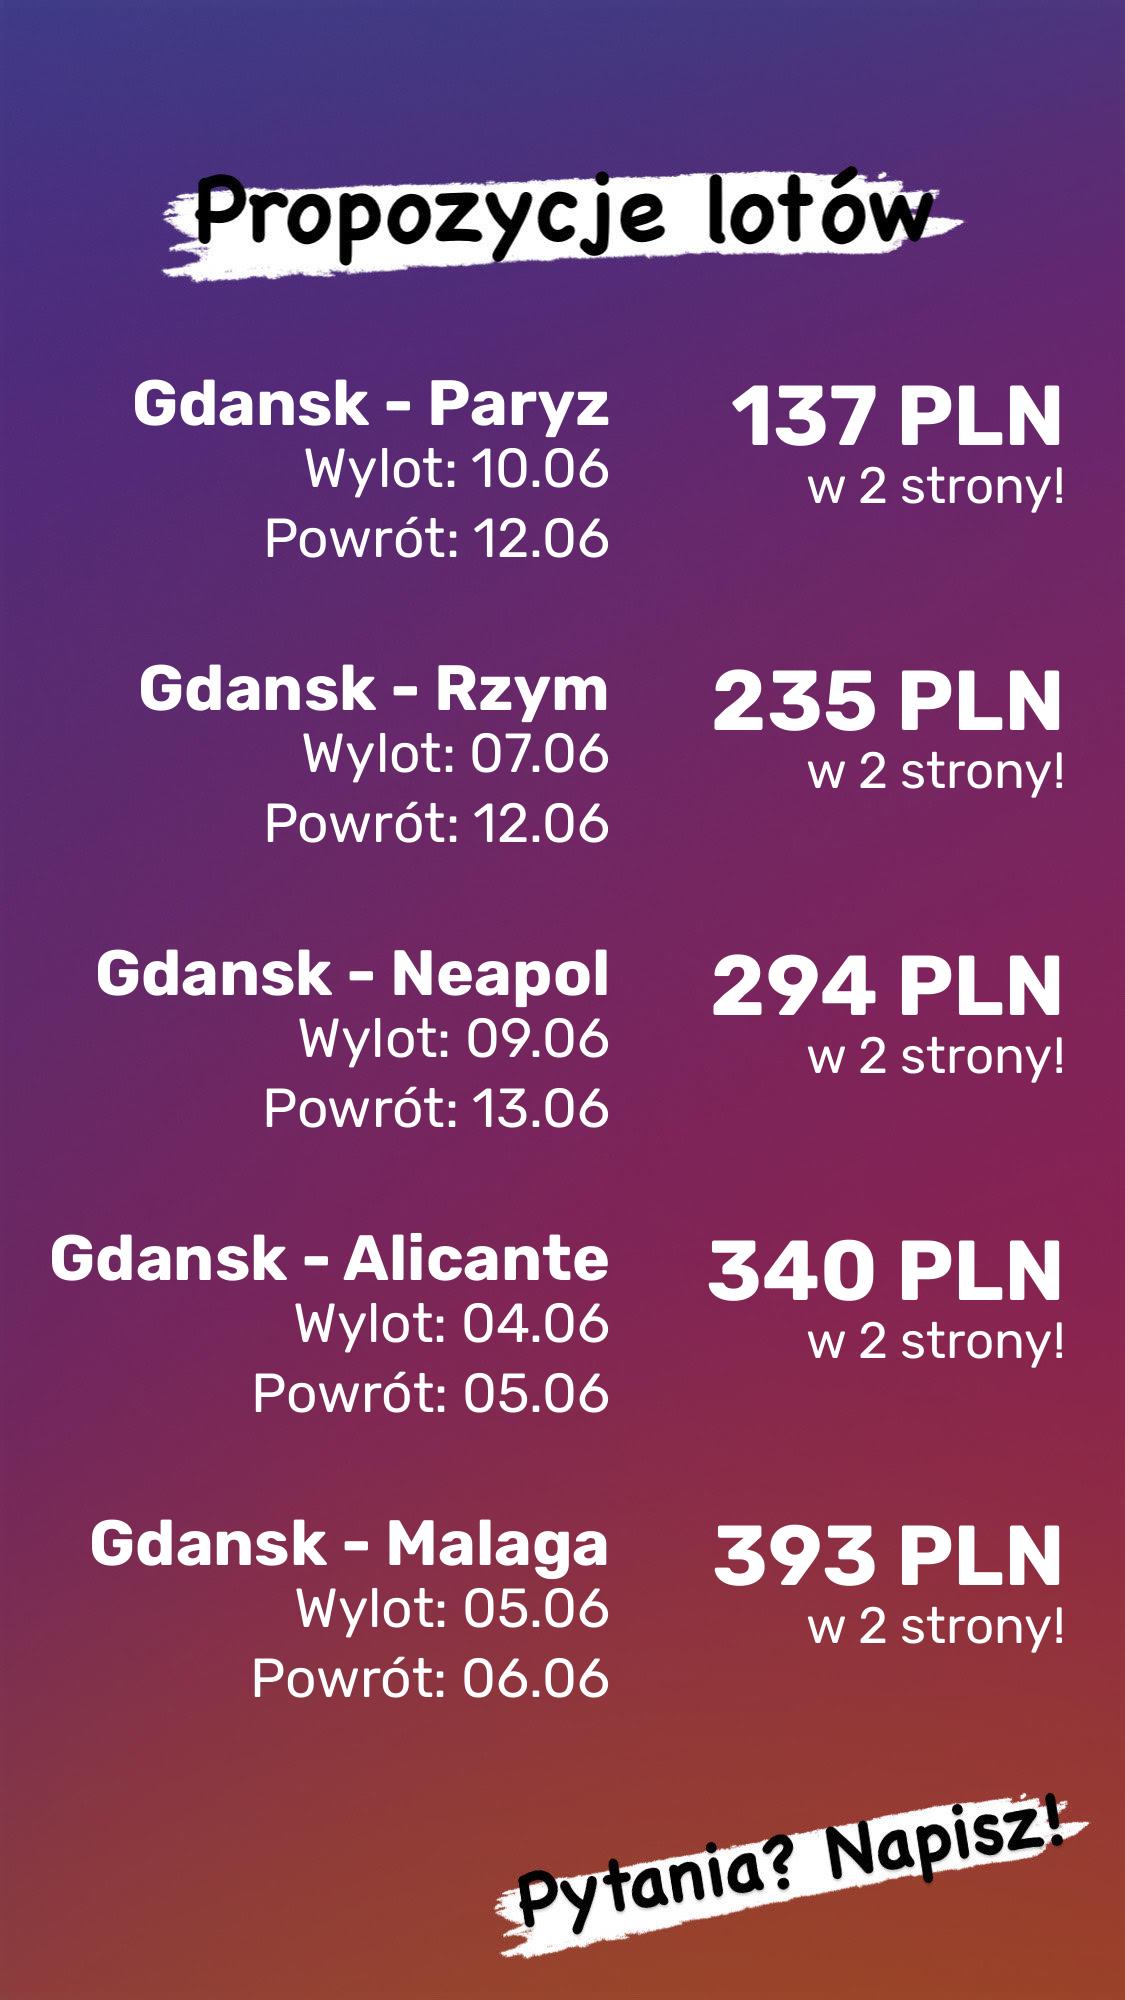 Propozycje lotów
Gdansk - Paryz
Wylot: 10.06
Powrót: 12.06
137 PLN
w 2 strony!
Gdansk - Rzym
Wylot: 07.06
Powrót: 12.06
235 PLN
w 2 strony!
Gdansk - Neapol
Wylot: 09.06
Powrót: 13.06
294 PLN
w 2 strony!
Gdansk - Alicante
Wylot: 04.06
Powrót: 05.06
340 PLN
w 2 strony!
Gdansk - Malaga
Wylot: 05.06
Powrót: 06.06
393 PLN
w 2 strony!
Pytania? Napisz!